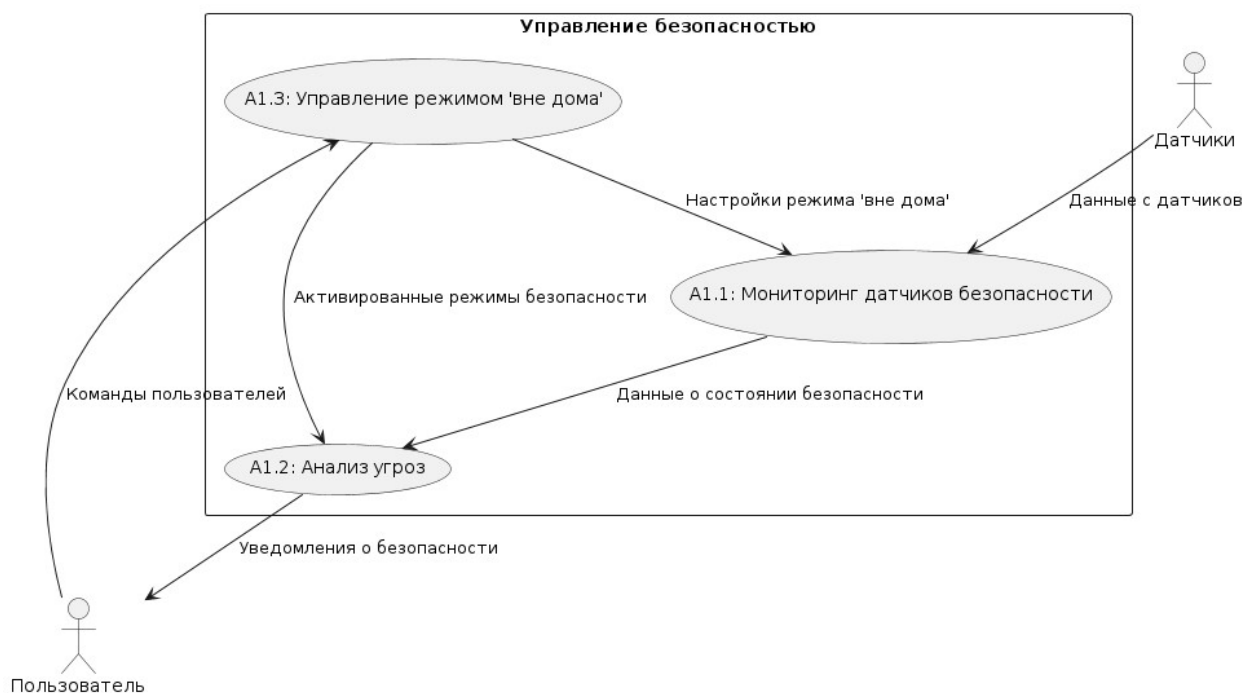 Управление безопасностью
A1.3: Управление режимом 'вне дома'
Датчики
Настройки режима 'вне дома'
Данные с датчиков
Активированные режимы безопасности
A1.1: Мониторинг датчиков безопасности
Команды пользователей
Данные о состоянии безопасности
A1.2: Анализ угроз
Уведомления о безопасности
Пользователь